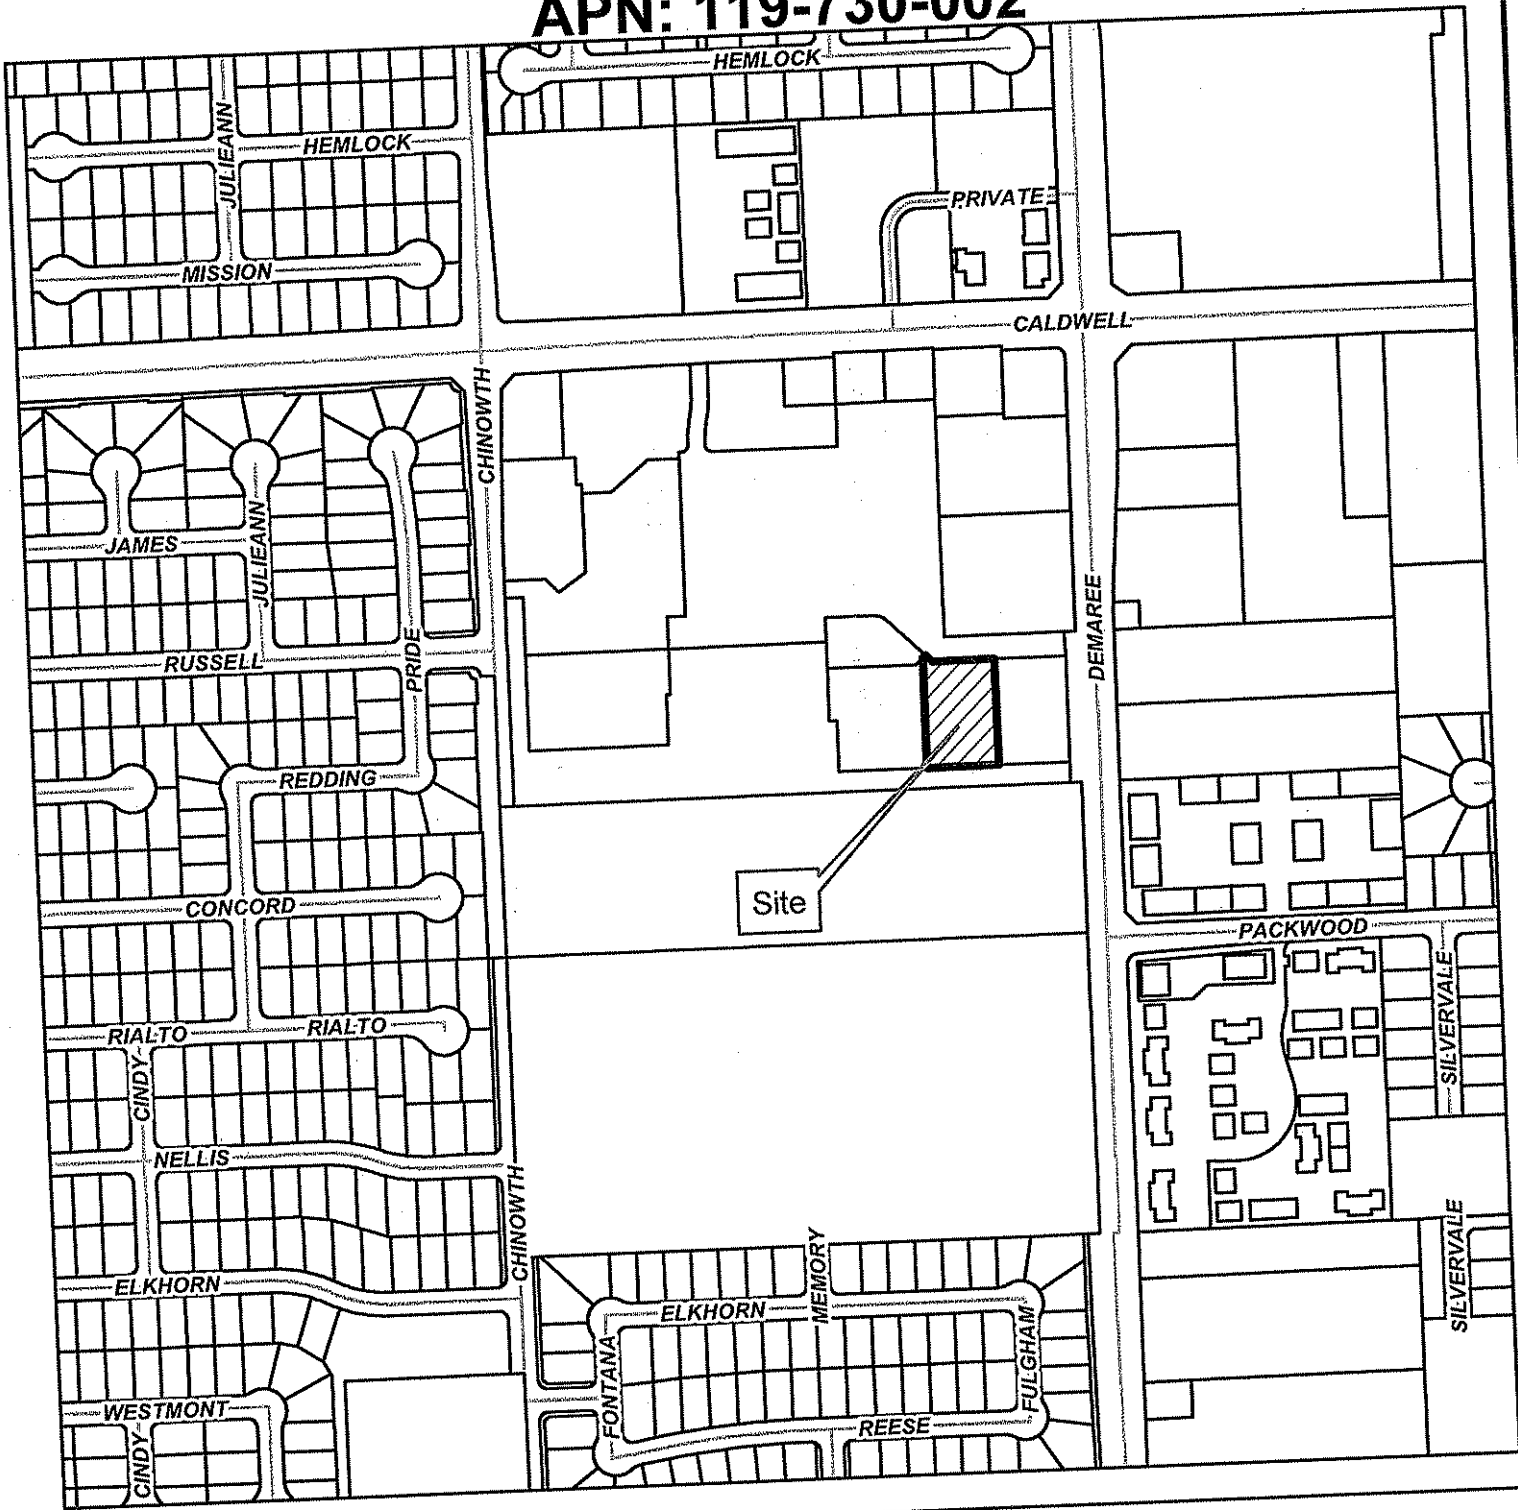 APN: 119-730-002
HEMLOCK
JULIEANN
HEMLOCK
PRIVATE
MISSION
CALDWELL
CHINOWTH
JAMES
JULIEANN
DEMAREE
RUSSELL
PRIDE
REDDING
Site
CONCORD
PACKWOOD
RIALTO
RIALTO
SILVERVALE
CINDY
NELLIS
CHINOWTH
MEMORY
SILVERVALE
ELKHORN
ELKHORN
FULGHAM
FONTANA
WESTMONT
REESE
CINDY